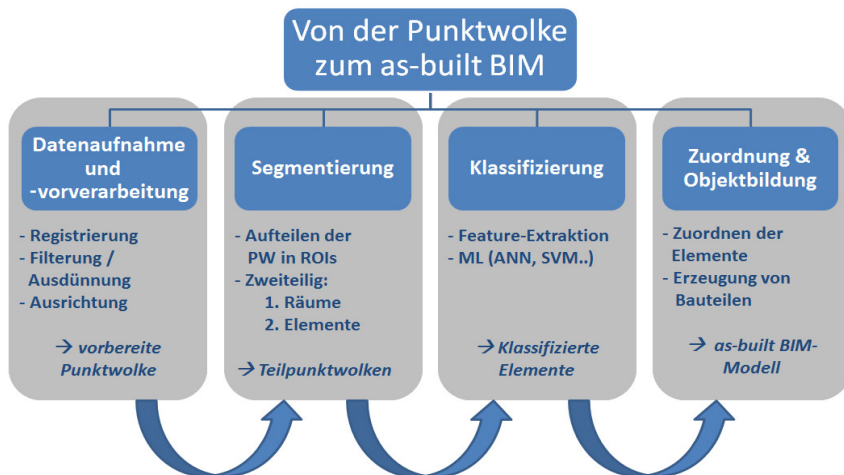 Von der Punktwolke
zum as-built BIM
Datenaufnahme
und
-vorverarbeitung
- Registrierung
- Filterung /
Ausdünnung
- Ausrichtung
→ vorbereite
Punktwolke
Segmentierung
- Aufteilen der
PW in ROIs
- Zweiteilig:
1. Räume
2. Elemente
→ Teilpunktwolken
Klassifizierung
- Feature-Extraktion
- ML (ANN, SVM..)
→ Klassifizierte
Elemente
Zuordnung &
Objektbildung
- Zuordnen der
Elemente
- Erzeugung von
Bauteilen
→ as-built BIM-
Modell